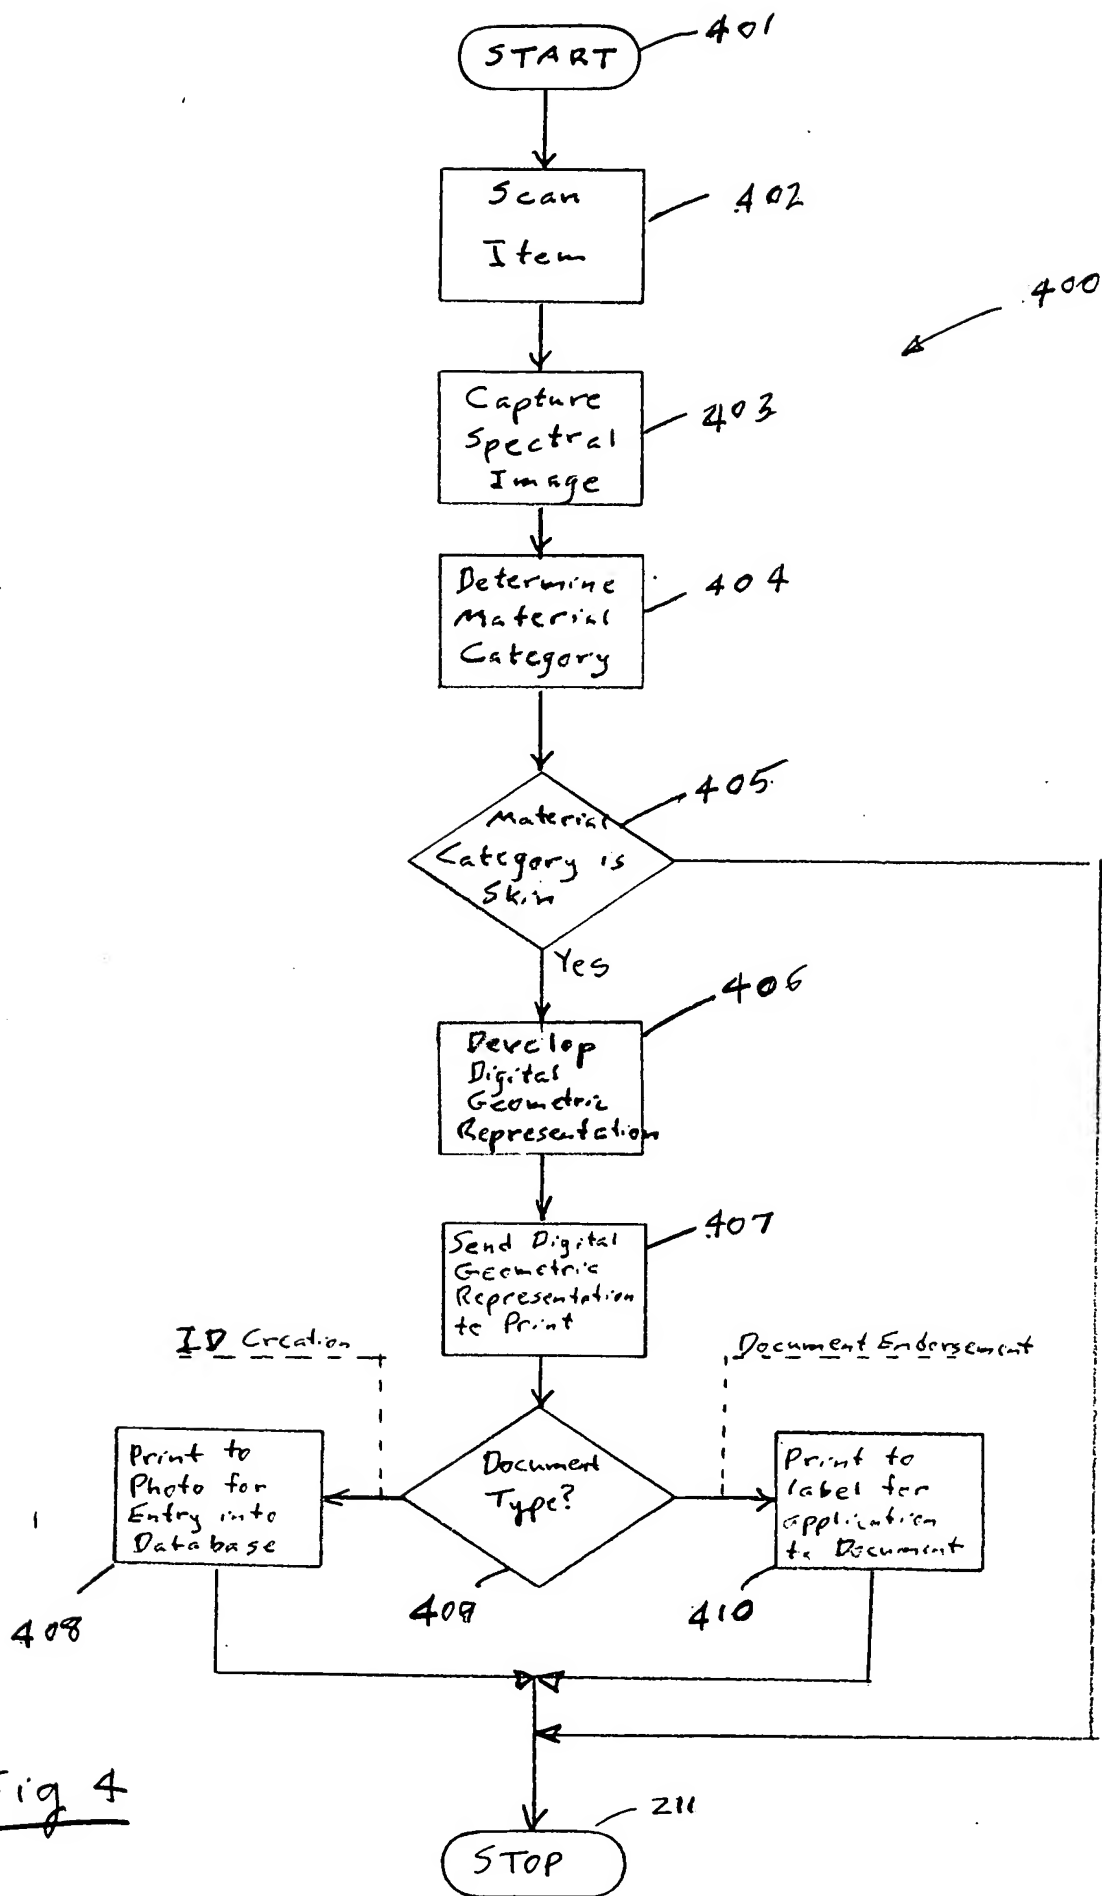 START
401
Scan
Item
402
400
Capture
Spectral
Image
403
Determine
Material
Category
404
Material
Category is
Skin
405
Yes
Develop
Digital
Geometric
Representation
406
Send Digital
Geometric
Representation
to Print
407
ID Creation
Document Endorsement
Print to
Photo for
Entry into
Database
408
Document
Type?
409
Print to
label for
application
to Document
410
Fig 4
211
STOP